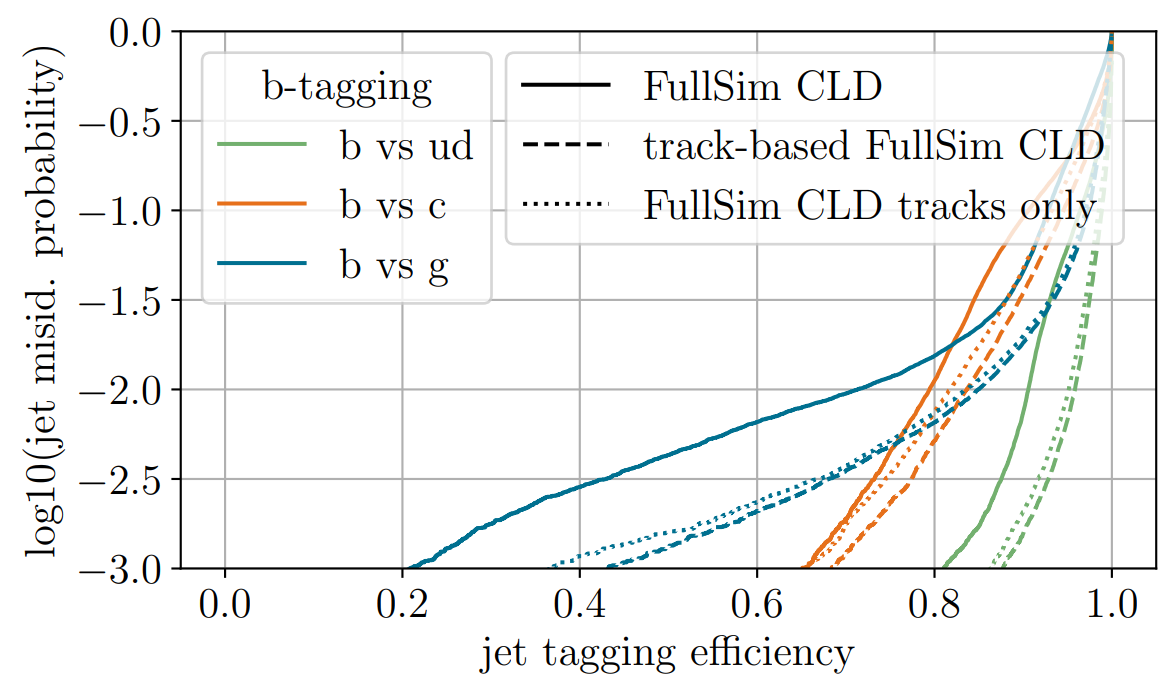 log10(jet misid. probability)
0.0
−0.5
−1.0
−1.5
−2.0
−2.5
−3.0
b-tagging
b vs ud
b vs c
b vs g
FullSim CLD
track-based FullSim CLD
FullSim CLD tracks only
0.0 0.2 0.4 0.6 0.8 1.0
jet tagging efficiency